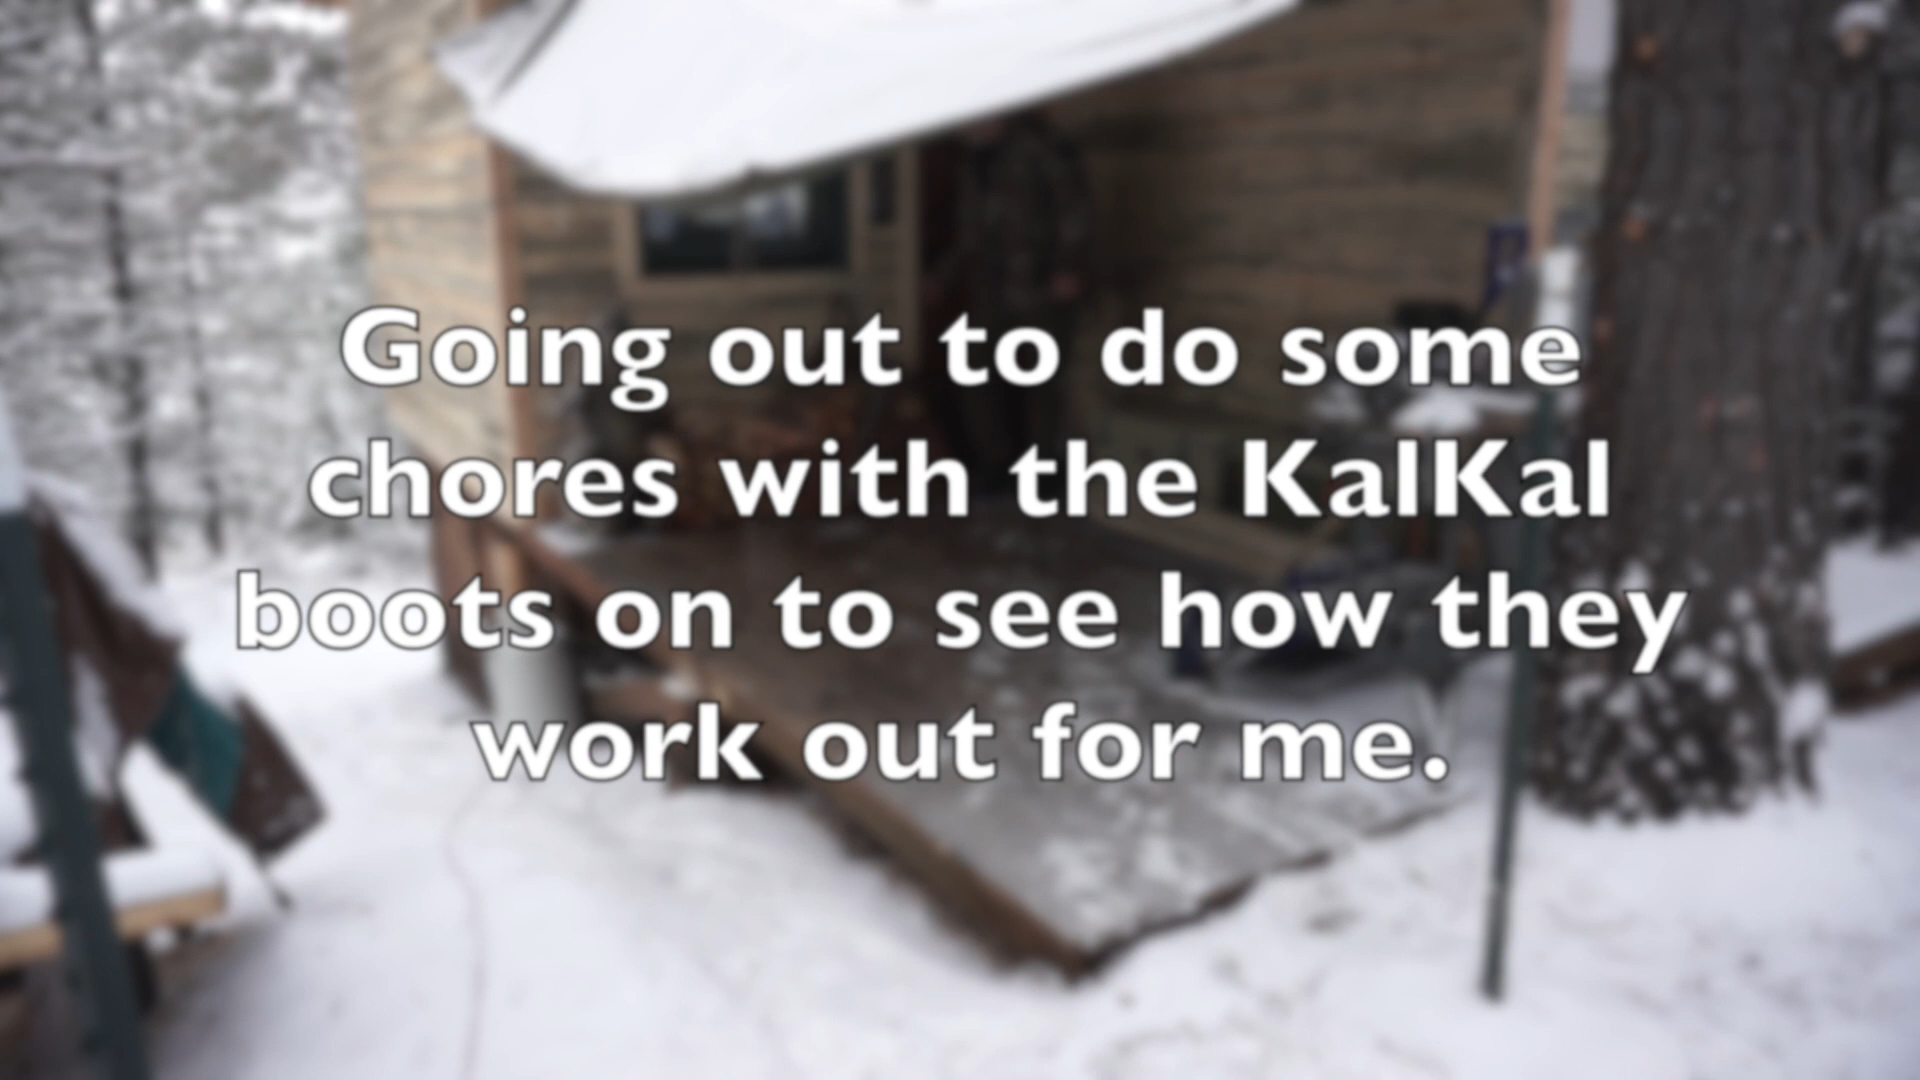 Going out to do some
chores with the KalKal
boots on to see how they
work out for me.